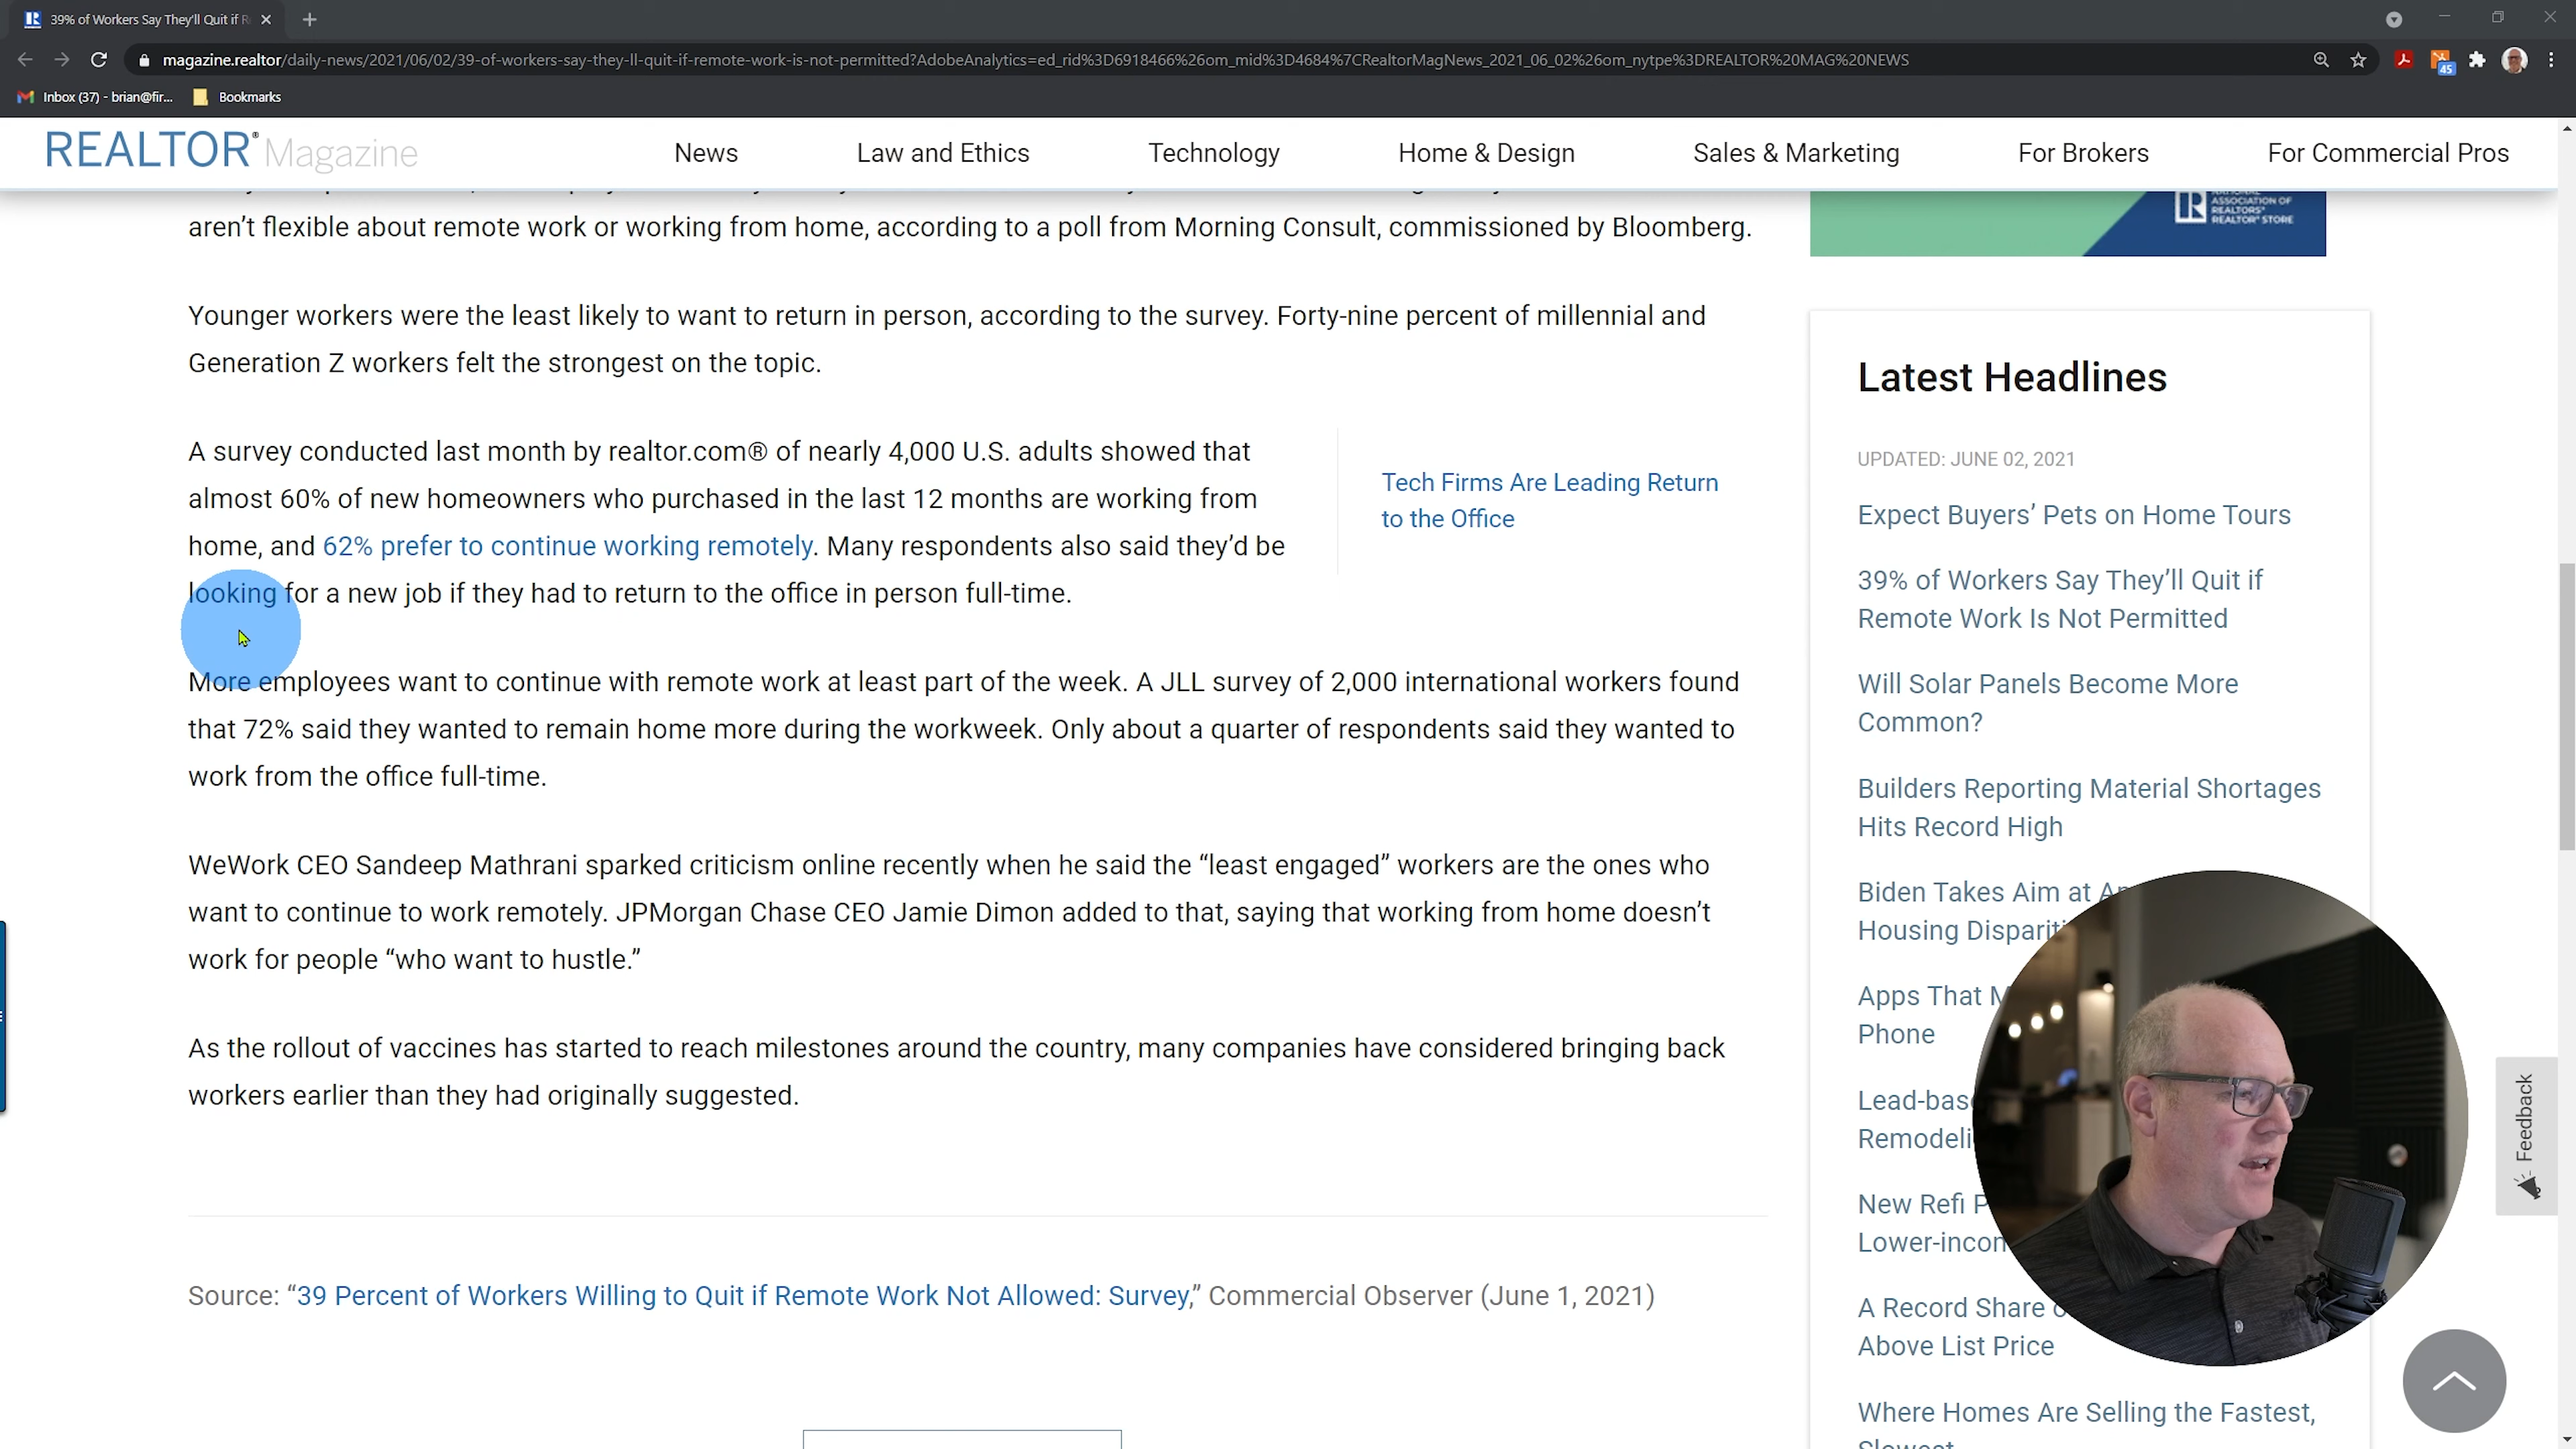 39% of Workers Say They'll Quit if R
magazine.realtor/daily-news/2021/06/02/39-of-workers-say-they-ll-quit-if-remote-work-is-not-permitted?AdobeAnalytics=ed_rid%3D6918466%26om_mid%3D4684%7CRealtorMagNews_2021_06_02%26om_nytpe%3DREALTOR%20MAG%20NEWS
45
Inbox (37) - brian@fir... Bookmarks
REALTOR® Magazine
News Law and Ethics Technology Home & Design Sales & Marketing For Brokers For Commercial Pros
aren't flexible about remote work or working from home, according to a poll from Morning Consult, commissioned by Bloomberg.
Younger workers were the least likely to want to return in person, according to the survey. Forty-nine percent of millennial and
Generation Z workers felt the strongest on the topic.
A survey conducted last month by realtor.com® of nearly 4,000 U.S. adults showed that
almost 60% of new homeowners who purchased in the last 12 months are working from
home, and 62% prefer to continue working remotely. Many respondents also said they'd be
looking for a new job if they had to return to the office in person full-time.
Tech Firms Are Leading Return
to the Office
More employees want to continue with remote work at least part of the week. A JLL survey of 2,000 international workers found
that 72% said they wanted to remain home more during the workweek. Only about a quarter of respondents said they wanted to
work from the office full-time.
WeWork CEO Sandeep Mathrani sparked criticism online recently when he said the “least engaged” workers are the ones who
want to continue to work remotely. JPMorgan Chase CEO Jamie Dimon added to that, saying that working from home doesn't
work for people “who want to hustle.”
As the rollout of vaccines has started to reach milestones around the country, many companies have considered bringing back
workers earlier than they had originally suggested.
Source: “39 Percent of Workers Willing to Quit if Remote Work Not Allowed: Survey,” Commercial Observer (June 1, 2021)
NATIONAL
ASSOCIATION OF
REALTORS®
REALTOR® STORE
Latest Headlines
UPDATED: JUNE 02, 2021
Expect Buyers' Pets on Home Tours
39% of Workers Say They'll Quit if
Remote Work Is Not Permitted
Will Solar Panels Become More
Common?
Builders Reporting Material Shortages
Hits Record High
Biden Takes Aim at
Housing
Apps That
Phone
Lead-bas
Remodeli
New Refi
Lower-incon
A Record Share
Above List Price
Where Homes Are Selling the Fastest,
Slowest
Feedback